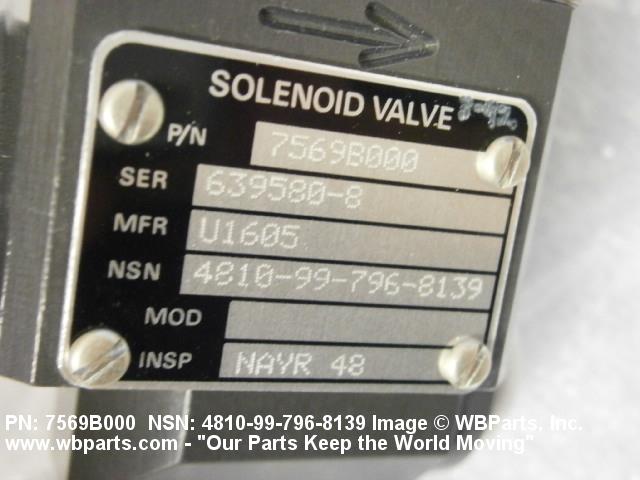 SOLENOID VALVE
P/N 7569B000
SER 639580-8
MFR U1605
NSN 4810-99-796-8139
MOD
INSP NAYR 48
PN: 7569B000 NSN: 4810-99-796-8139 Image © WBParts, Inc.
www.wbparts.com - "Our Parts Keep the World Moving"